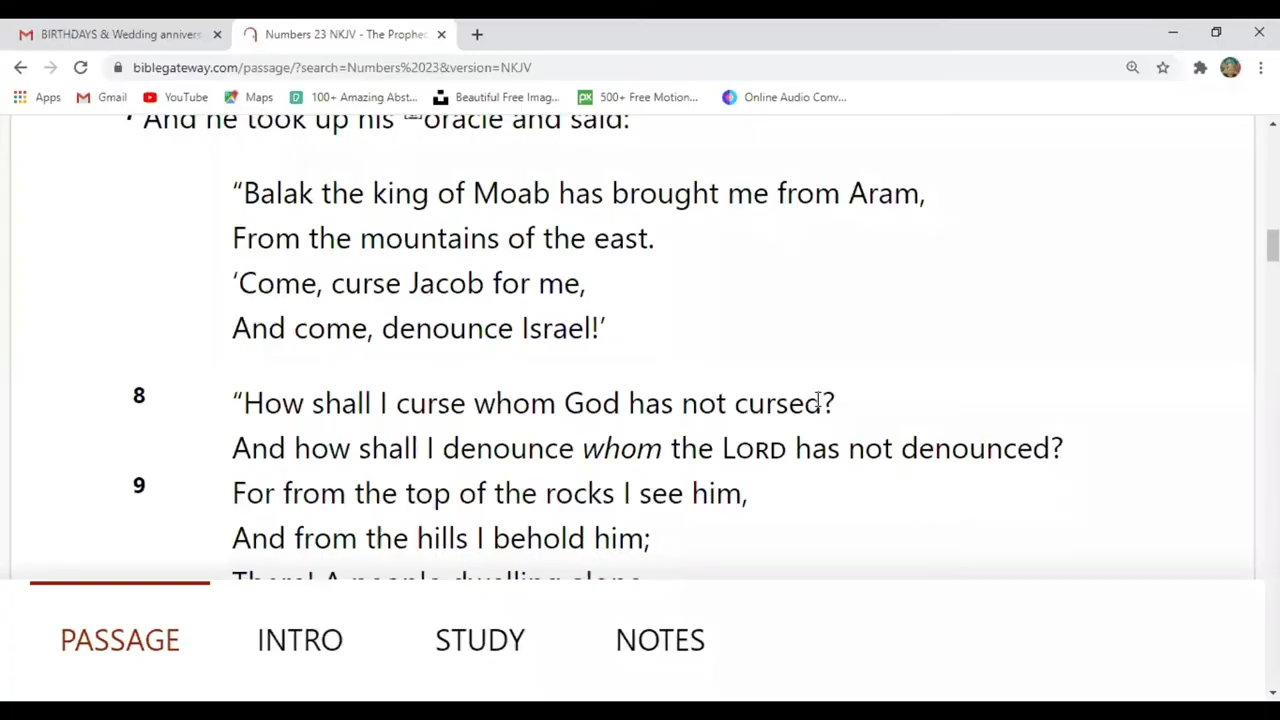 BIRTHDAYS & Wedding annivers
Numbers 23 NKJV - The Prophec
biblegateway.com/passage/?search=Numbers%2023&version=NKJV
Apps Gmail YouTube Maps 100+ Amazing Abst... Beautiful Free Imag... 500+ Free Motion... Online Audio Conv...
7 And he took up his oracle and said:
“Balak the king of Moab has brought me from Aram,
From the mountains of the east.
‘Come, curse Jacob for me,
And come, denounce Israel!’
8 “How shall I curse whom God has not cursed?
And how shall I denounce whom the LORD has not denounced?
9 For from the top of the rocks I see him,
And from the hills I behold him;
There! A people dwelling alone,
PASSAGE INTRO STUDY NOTES